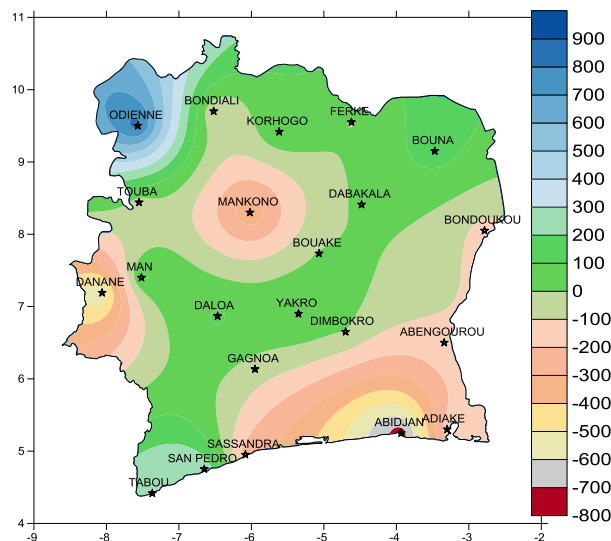 11
10
9
8
7
6
5
4
-9
-8
-7
-6
-5
-4
-3
-2
ODIENNE
BONDIALI
KORHOGO
FERKE
BOUNA
TOUBA
MANKONO
DABAKALA
BONDOUKOU
BOUAKE
MAN
DANANE
DALOA
YAKRO
DIMBOKRO
ABENGOUROU
GAGNOA
ABIDJAN
ADIAKE
SASSANDRA
SAN PEDRO
TABOU
900
800
700
600
500
400
300
200
100
0
-100
-200
-300
-400
-500
-600
-700
-800